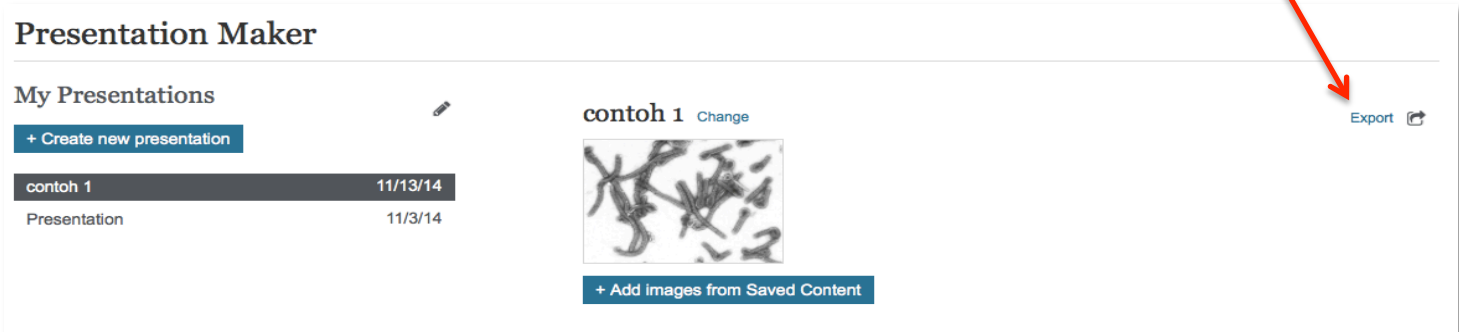 Presentation Maker
My Presentations
+ Create new presentation
contoh 1 11/13/14
Presentation 11/3/14
contoh 1 Change
Export
+ Add images from Saved Content